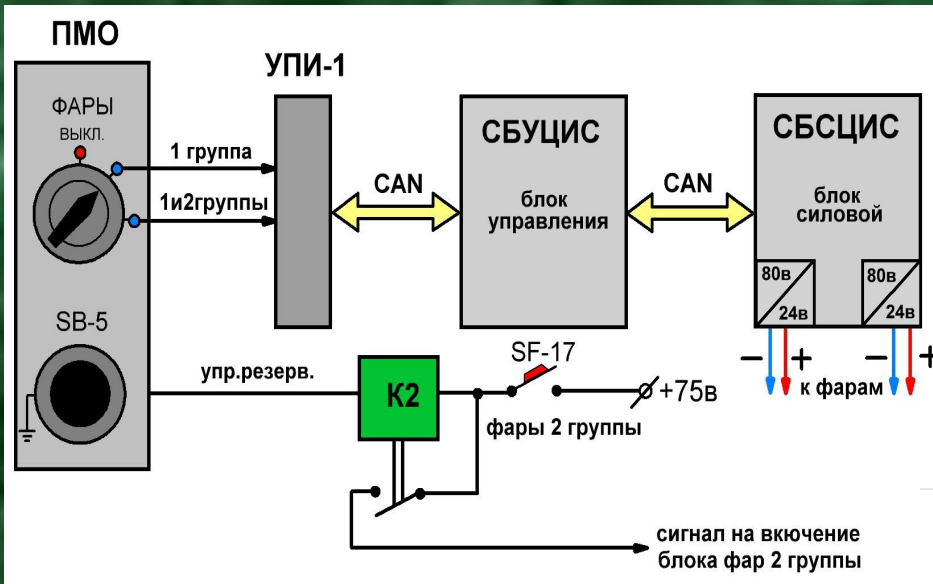 ПМО
ФАРЫ
ВЫКЛ.
1 группа
1и2группы
УПИ-1
CAN
СБУЦИС
блок
управления
CAN
СБСЦИС
блок
силовой
80в
24в
80в
24в
− +
− +
к фарам
SB-5
упр.резерв.
К2
SF-17
+75в
фары 2 группы
сигнал на вкючение
блока фар 2 группы